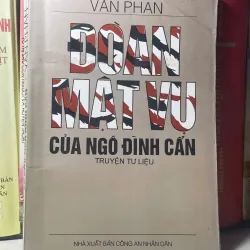 VĂN PHAN
ĐOÀN
MẬT VỤ
CỦA NGÔ ĐÌNH CẨN
TRUYỆN TƯ LIỆU
NHÀ XUẤT BẢN CÔNG AN NHÂN DÂN